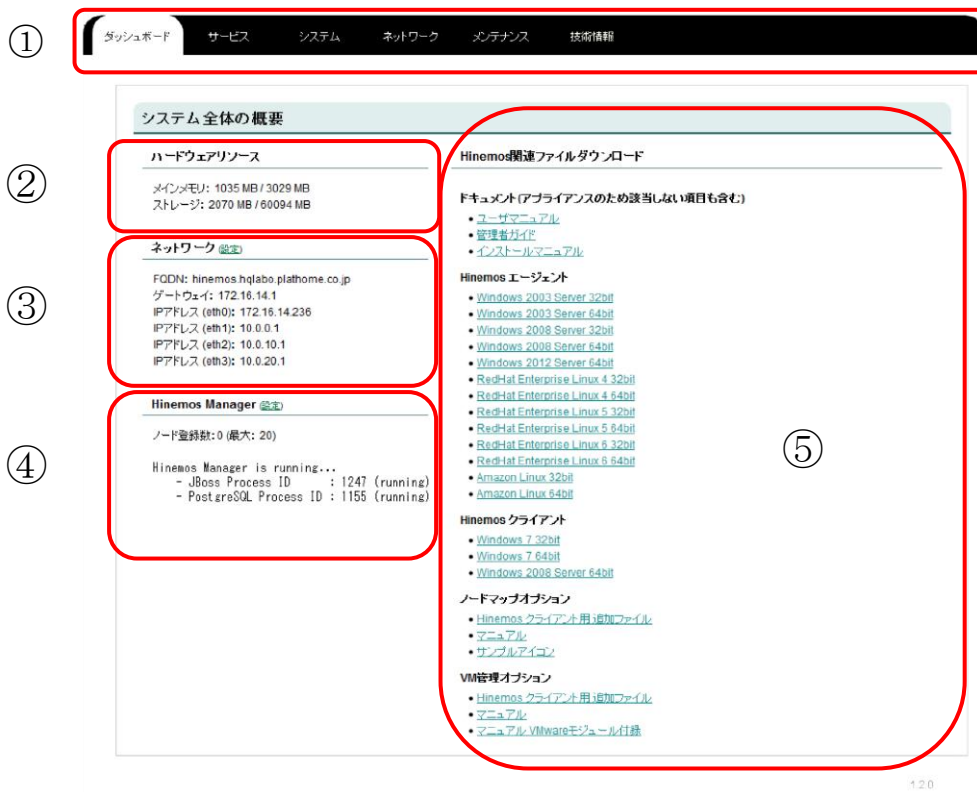 ①
ダッシュボード サービス システム ネットワーク メンテナンス 技術情報
システム全体の概要
②
ハードウェアリソース
メインメモリ: 1035 MB / 3029 MB
ストレージ: 2070 MB / 60094 MB
③
ネットワーク (設定)
FQDN: hinemos.hqlabo.plathome.co.jp
ゲートウェイ: 172.16.14.1
IPアドレス (eth0): 172.16.14.236
IPアドレス (eth1): 10.0.0.1
IPアドレス (eth2): 10.0.10.1
IPアドレス (eth3): 10.0.20.1
④
Hinemos Manager (設定)
ノード登録数: 0 (最大: 20)
Hinemos Manager is running...
- JBoss Process ID : 1247 (running)
- PostgreSQL Process ID : 1155 (running)
⑤
Hinemos関連ファイルダウンロード
ドキュメント(アプライアンスのため該当しない項目も含む)
• ユーザマニュアル
• 管理者ガイド
• インストールマニュアル
Hinemos エージェント
• Windows 2003 Server 32bit
• Windows 2003 Server 64bit
• Windows 2008 Server 32bit
• Windows 2008 Server 64bit
• Windows 2012 Server 64bit
• RedHat Enterprise Linux 4 32bit
• RedHat Enterprise Linux 4 64bit
• RedHat Enterprise Linux 5 32bit
• RedHat Enterprise Linux 5 64bit
• RedHat Enterprise Linux 6 32bit
• RedHat Enterprise Linux 6 64bit
• Amazon Linux 32bit
• Amazon Linux 64bit
Hinemos クライアント
• Windows 7 32bit
• Windows 7 64bit
• Windows 2008 Server 64bit
ノードマップオプション
• Hinemos クライアント用 追加ファイル
• マニュアル
• サンプルアイコン
VM管理オプション
• Hinemos クライアント用 追加ファイル
• マニュアル
• マニュアル VMwareモジュール付録
1.2.0